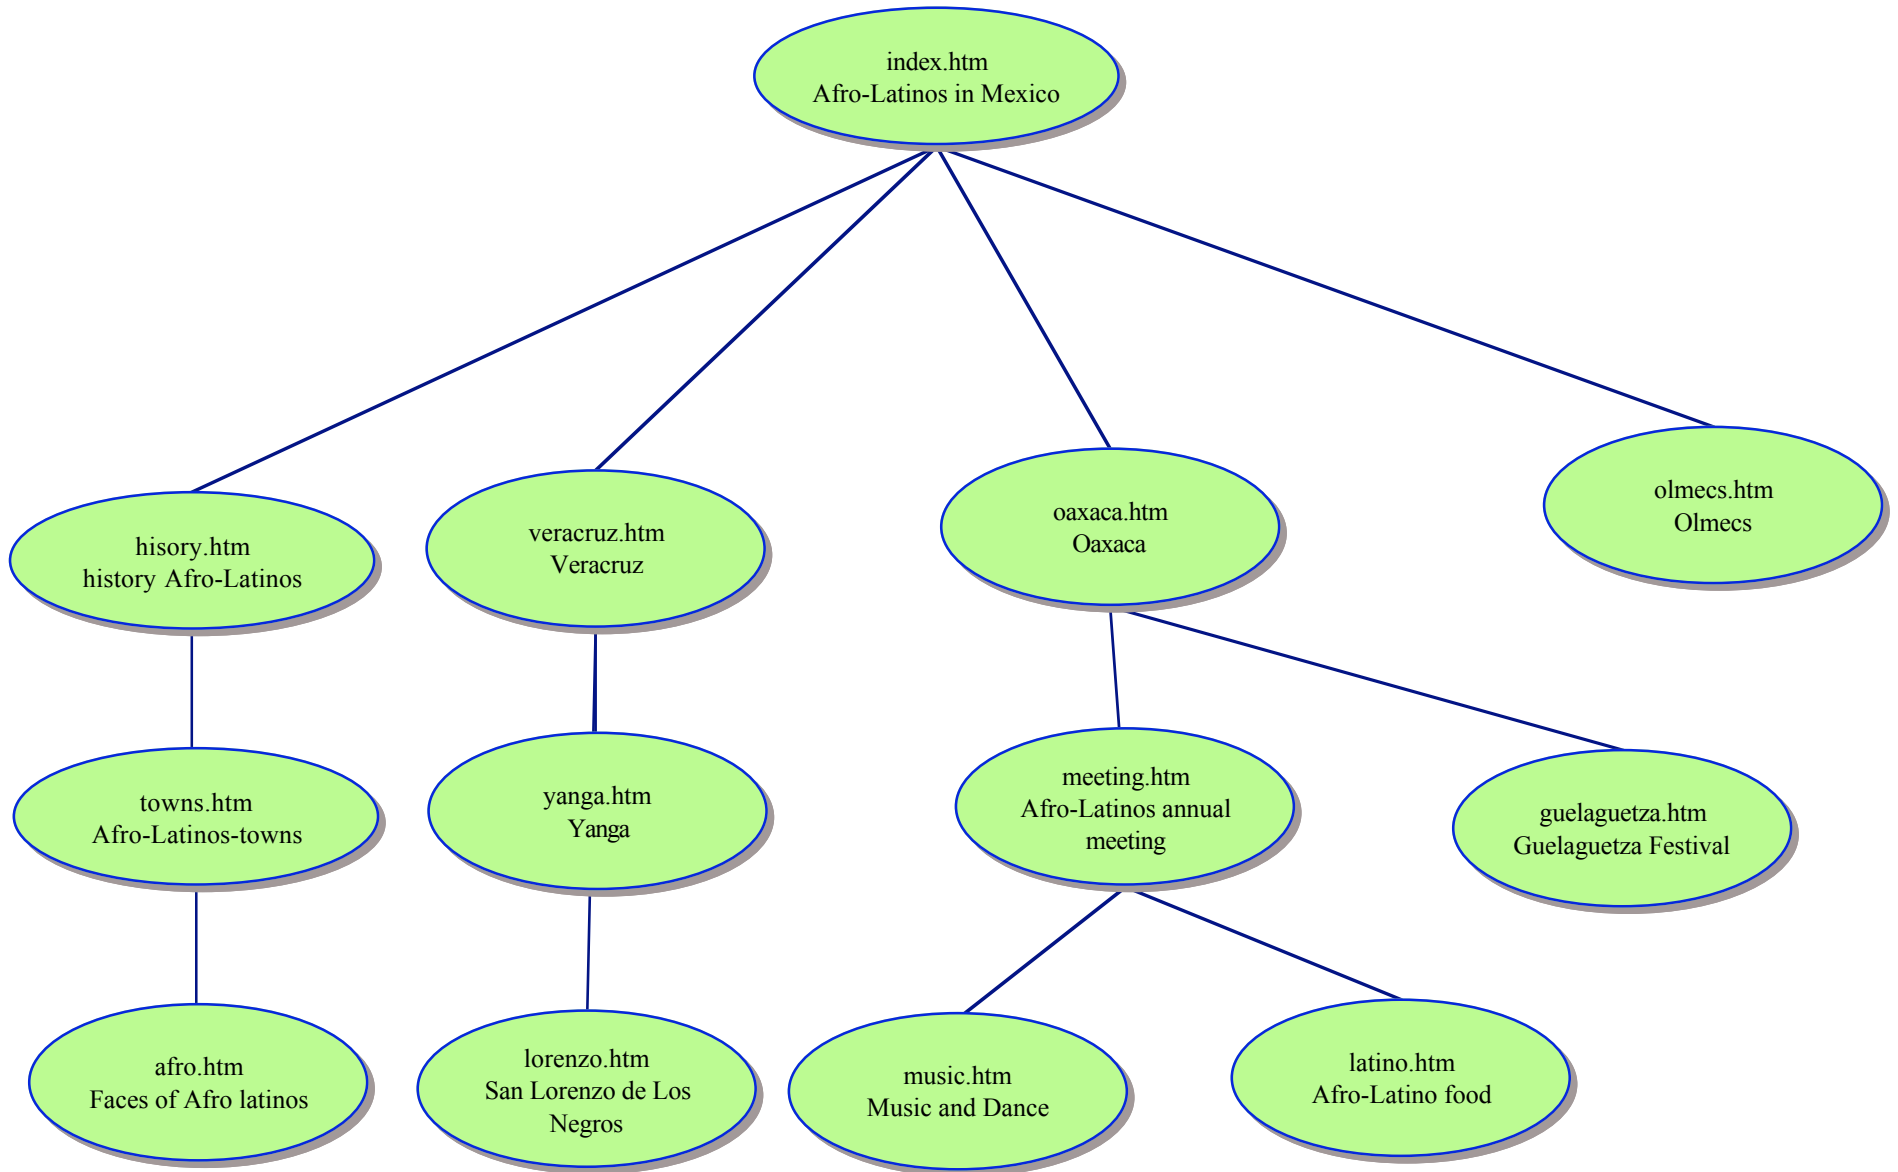 index.htm
Afro-Latinos in Mexico
hisory.htm
history Afro-Latinos
veracruz.htm
Veracruz
oaxaca.htm
Oaxaca
olmecs.htm
Olmecs
towns.htm
Afro-Latinos-towns
yanga.htm
Yanga
meeting.htm
Afro-Latinos annual
meeting
guelaguetza.htm
Guelaguetza Festival
afro.htm
Faces of Afro latinos
lorenzo.htm
San Lorenzo de Los
Negros
music.htm
Music and Dance
latino.htm
Afro-Latino food